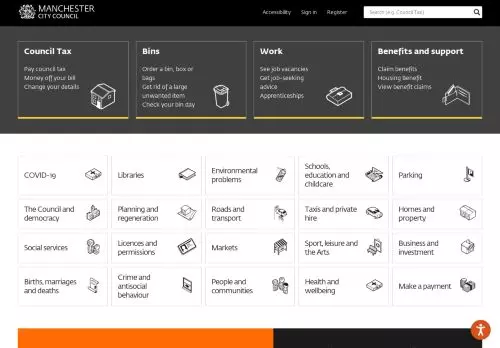 MANCHESTER
CITY COUNCIL
Accessibility Sign in Register
Search (e.g. Council Tax)
Council Tax
Pay council tax
Money off your bill
Change your details
Bins
Order a bin, box or
bags
Get rid of a large
unwanted item
Check your bin day
Work
See job vacancies
Get job-seeking
advice
Apprenticeships
Benefits and support
Claim benefits
Housing Benefit
View benefit claims
COVID-19
Libraries
Environmental
problems
Schools,
education and
childcare
Parking
The Council and
democracy
Planning and
regeneration
Roads and
transport
Taxis and private
hire
Homes and
property
Social services
Licences and
permissions
Markets
Sport, leisure and
the Arts
Business and
investment
Births, marriages
and deaths
Crime and
antisocial
behaviour
People and
communities
Health and
wellbeing
Make a payment